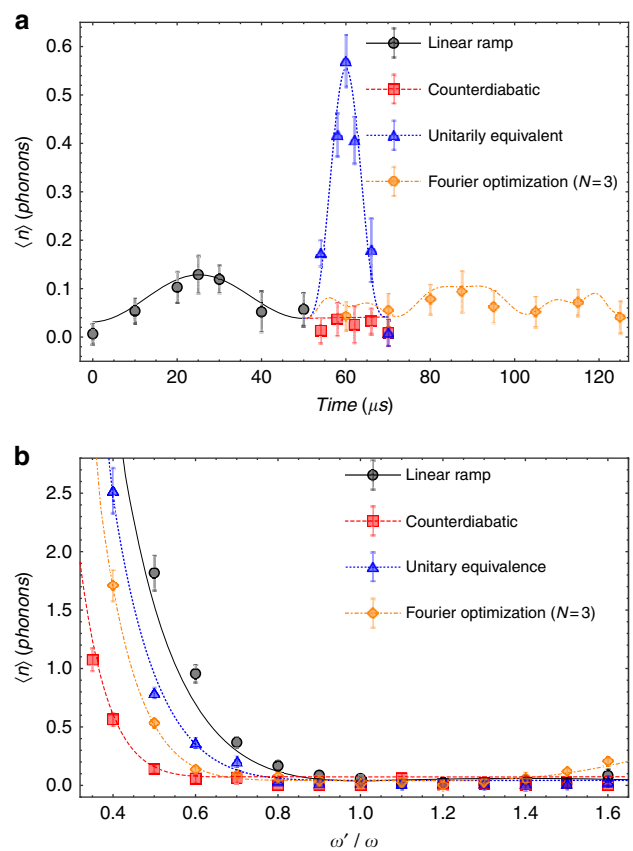 a
0.6
0.5
0.4
0.3
0.2
0.1
0.0
⟨n⟩ (phonons)
Linear ramp
Counterdiabatic
Unitarily equivalent
Fourier optimization (N=3)
0 20 40 60 80 100 120
Time (μs)
b
2.5
2.0
1.5
1.0
0.5
0.0
⟨n⟩ (phonons)
Linear ramp
Counterdiabatic
Unitary equivalence
Fourier optimization (N=3)
0.4 0.6 0.8 1.0 1.2 1.4 1.6
ω′ / ω